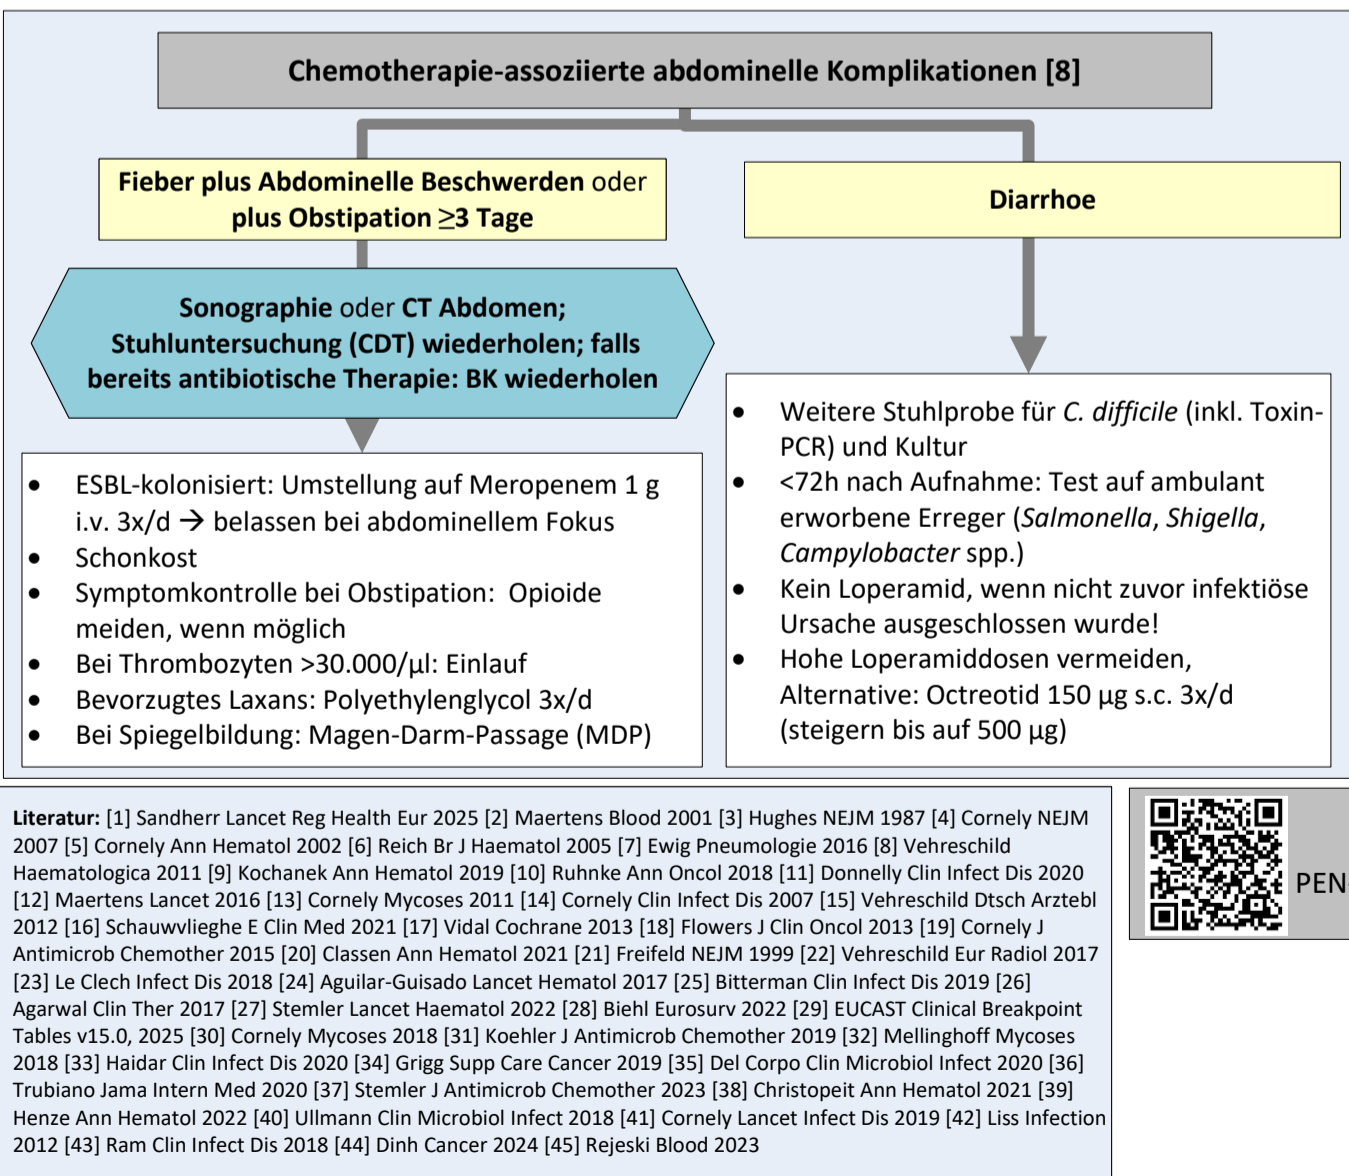 Chemotherapie-assoziierte abdominelle Komplikationen [8]
Fieber plus Abdominelle Beschwerden oder
plus Obstipation ≥3 Tage
Sonographie oder CT Abdomen;
Stuhluntersuchung (CDT) wiederholen; falls
bereits antibiotische Therapie: BK wiederholen
• ESBL-kolonisiert: Umstellung auf Meropenem 1 g
i.v. 3x/d → belassen bei abdominellem Fokus
• Schonkost
• Symptomkontrolle bei Obstipation: Opioide
meiden, wenn möglich
• Bei Thrombozyten >30.000/µl: Einlauf
• Bevorzugtes Laxans: Polyethylenglycol 3x/d
• Bei Spiegelbildung: Magen-Darm-Passage (MDP)
Diarrhoe
• Weitere Stuhlprobe für C. difficile (inkl. Toxin-
PCR) und Kultur
• <72h nach Aufnahme: Test auf ambulant
erworbene Erreger (Salmonella, Shigella,
Campylobacter spp.)
• Kein Loperamid, wenn nicht zuvor infektiöse
Ursache ausgeschlossen wurde!
• Hohe Loperamiddosen vermeiden,
Alternative: Octreotid 150 µg s.c. 3x/d
(steigern bis auf 500 µg)
Literatur: [1] Sandherr Lancet Reg Health Eur 2025 [2] Maertens Blood 2001 [3] Hughes NEJM 1987 [4] Cornely NEJM
2007 [5] Cornely Ann Hematol 2002 [6] Reich Br J Haematol 2005 [7] Ewig Pneumologie 2016 [8] Vehreschild
Haematologica 2011 [9] Kochanek Ann Hematol 2019 [10] Ruhnke Ann Oncol 2018 [11] Donnelly Clin Infect Dis 2020
[12] Maertens Lancet 2016 [13] Cornely Mycoses 2011 [14] Cornely Clin Infect Dis 2007 [15] Vehreschild Dtsch Arztebl
2012 [16] Schauwvlieghe E Clin Med 2021 [17] Vidal Cochrane 2013 [18] Flowers J Clin Oncol 2013 [19] Cornely J
Antimicrob Chemother 2015 [20] Classen Ann Hematol 2021 [21] Freifeld NEJM 1999 [22] Vehreschild Eur Radiol 2017
[23] Le Clech Infect Dis 2018 [24] Aguilar-Guisado Lancet Hematol 2017 [25] Bitterman Clin Infect Dis 2019 [26]
Agarwal Clin Ther 2017 [27] Stemler Lancet Haematol 2022 [28] Biehl Eurosurv 2022 [29] EUCAST Clinical Breakpoint
Tables v15.0, 2025 [30] Cornely Mycoses 2018 [31] Koehler J Antimicrob Chemother 2019 [32] Mellinghoff Mycoses
2018 [33] Haidar Clin Infect Dis 2020 [34] Grigg Supp Care Cancer 2019 [35] Del Corpo Clin Microbiol Infect 2020 [36]
Trubiano Jama Intern Med 2020 [37] Stemler J Antimicrob Chemother 2023 [38] Christopeit Ann Hematol 2021 [39]
Henze Ann Hematol 2022 [40] Ullmann Clin Microbiol Infect 2018 [41] Cornely Lancet Infect Dis 2019 [42] Liss Infection
2012 [43] Ram Clin Infect Dis 2018 [44] Dinh Cancer 2024 [45] Rejeski Blood 2023
PEN-